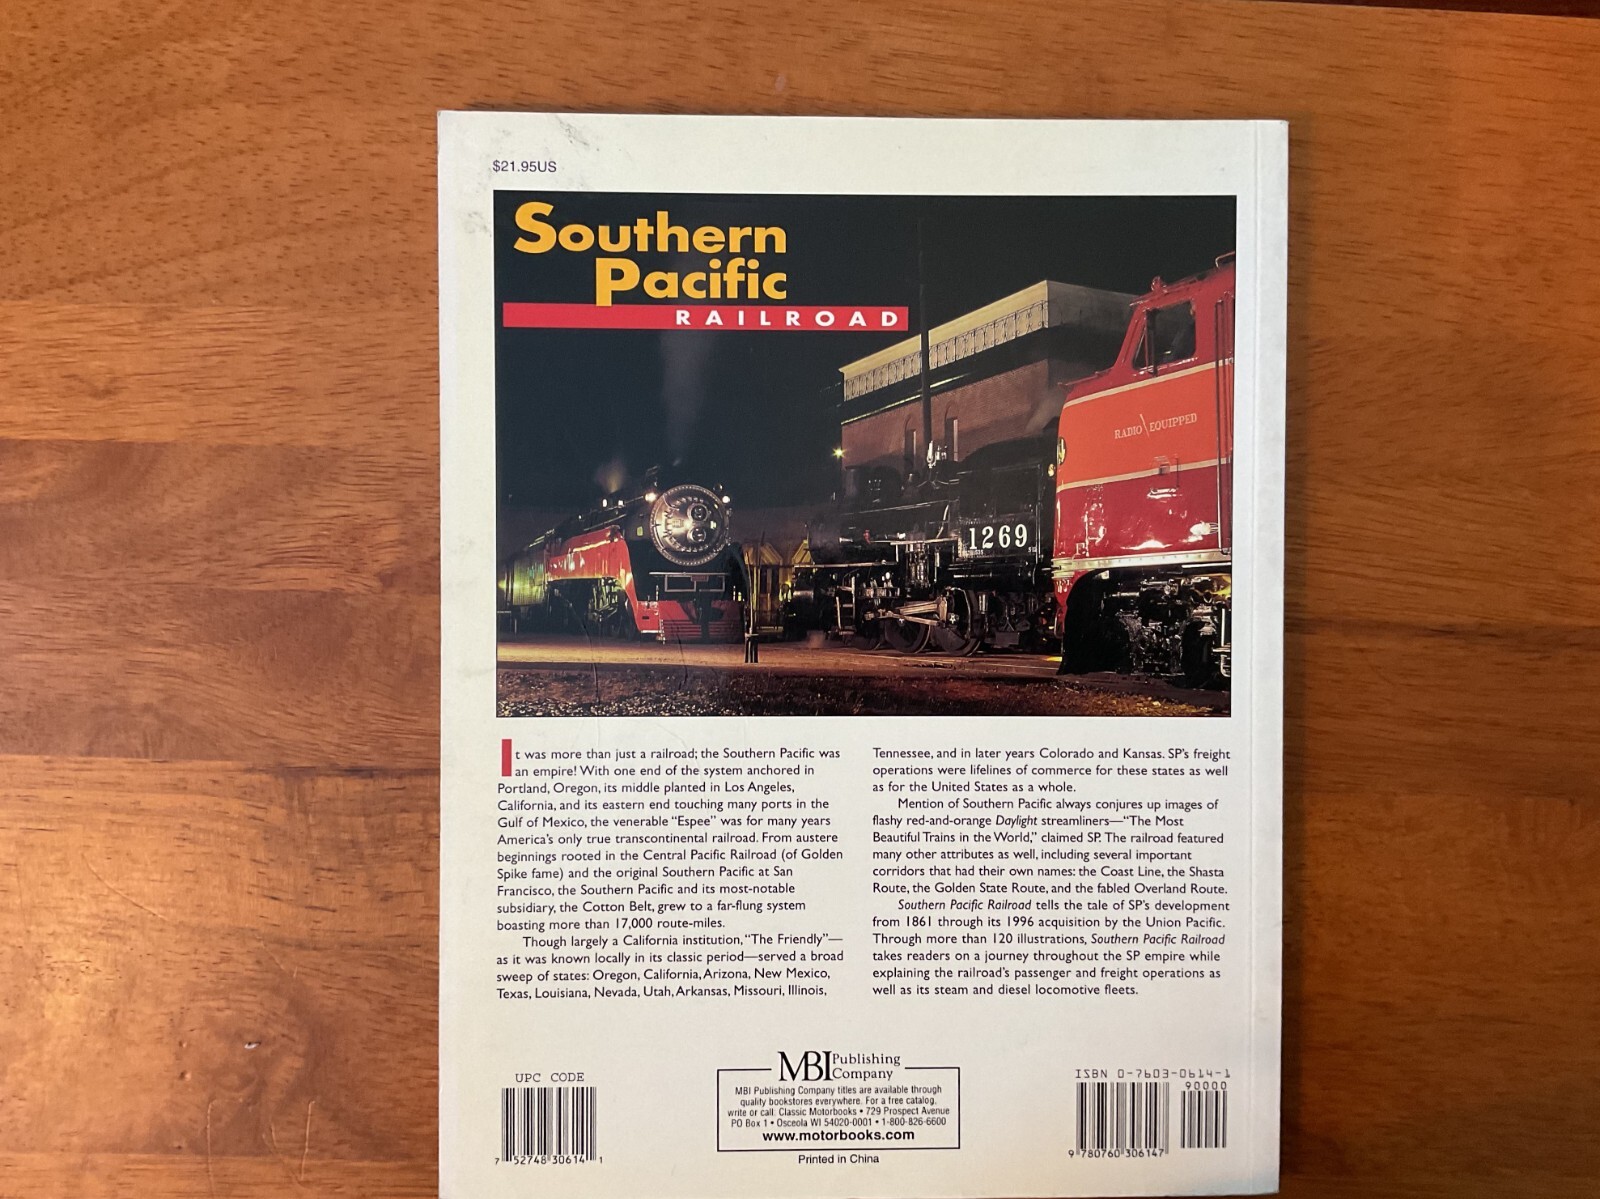 $21.95US
Southern
Pacific
RAILROAD
RADIO EQUIPPED
1269
It was more than just a railroad; the Southern Pacific was
an empire! With one end of the system anchored in
Portland, Oregon, its middle planted in Los Angeles,
California, and its eastern end touching many ports in the
Gulf of Mexico, the venerable “Espee” was for many years
America's only true transcontinental railroad. From austere
beginnings rooted in the Central Pacific Railroad (of Golden
Spike fame) and the original Southern Pacific at San
Francisco, the Southern Pacific and its most-notable
subsidiary, the Cotton Belt, grew to a far-flung system
boasting more than 17,000 route-miles.
Though largely a California institution, “The Friendly”—
as it was known locally in its classic period—served a broad
sweep of states: Oregon, California, Arizona, New Mexico,
Texas, Louisiana, Nevada, Utah, Arkansas, Missouri, Illinois,
Tennessee, and in later years Colorado and Kansas. SP's freight
operations were lifelines of commerce for these states as well
as for the United States as a whole.
Mention of Southern Pacific always conjures up images of
flashy red-and-orange Daylight streamliners—“The Most
Beautiful Trains in the World,” claimed SP. The railroad featured
many other attributes as well, including several important
corridors that had their own names: the Coast Line, the Shasta
Route, the Golden State Route, and the fabled Overland Route.
Southern Pacific Railroad tells the tale of SP's development
from 1861 through its 1996 acquisition by the Union Pacific.
Through more than 120 illustrations, Southern Pacific Railroad
takes readers on a journey throughout the SP empire while
explaining the railroad's passenger and freight operations as
well as its steam and diesel locomotive fleets.
UPC CODE
7 52748 30614 1
MBI Publishing
Company
MBI Publishing Company titles are available through
quality bookstores everywhere. For a free catalog,
write or call: Classic Motorbooks • 729 Prospect Avenue
PO Box 1 • Osceola WI 54020-0001 • 1-800-826-6600
www.motorbooks.com
Printed in China
ISBN 0-7603-0614-1
90000
9 780760 306147